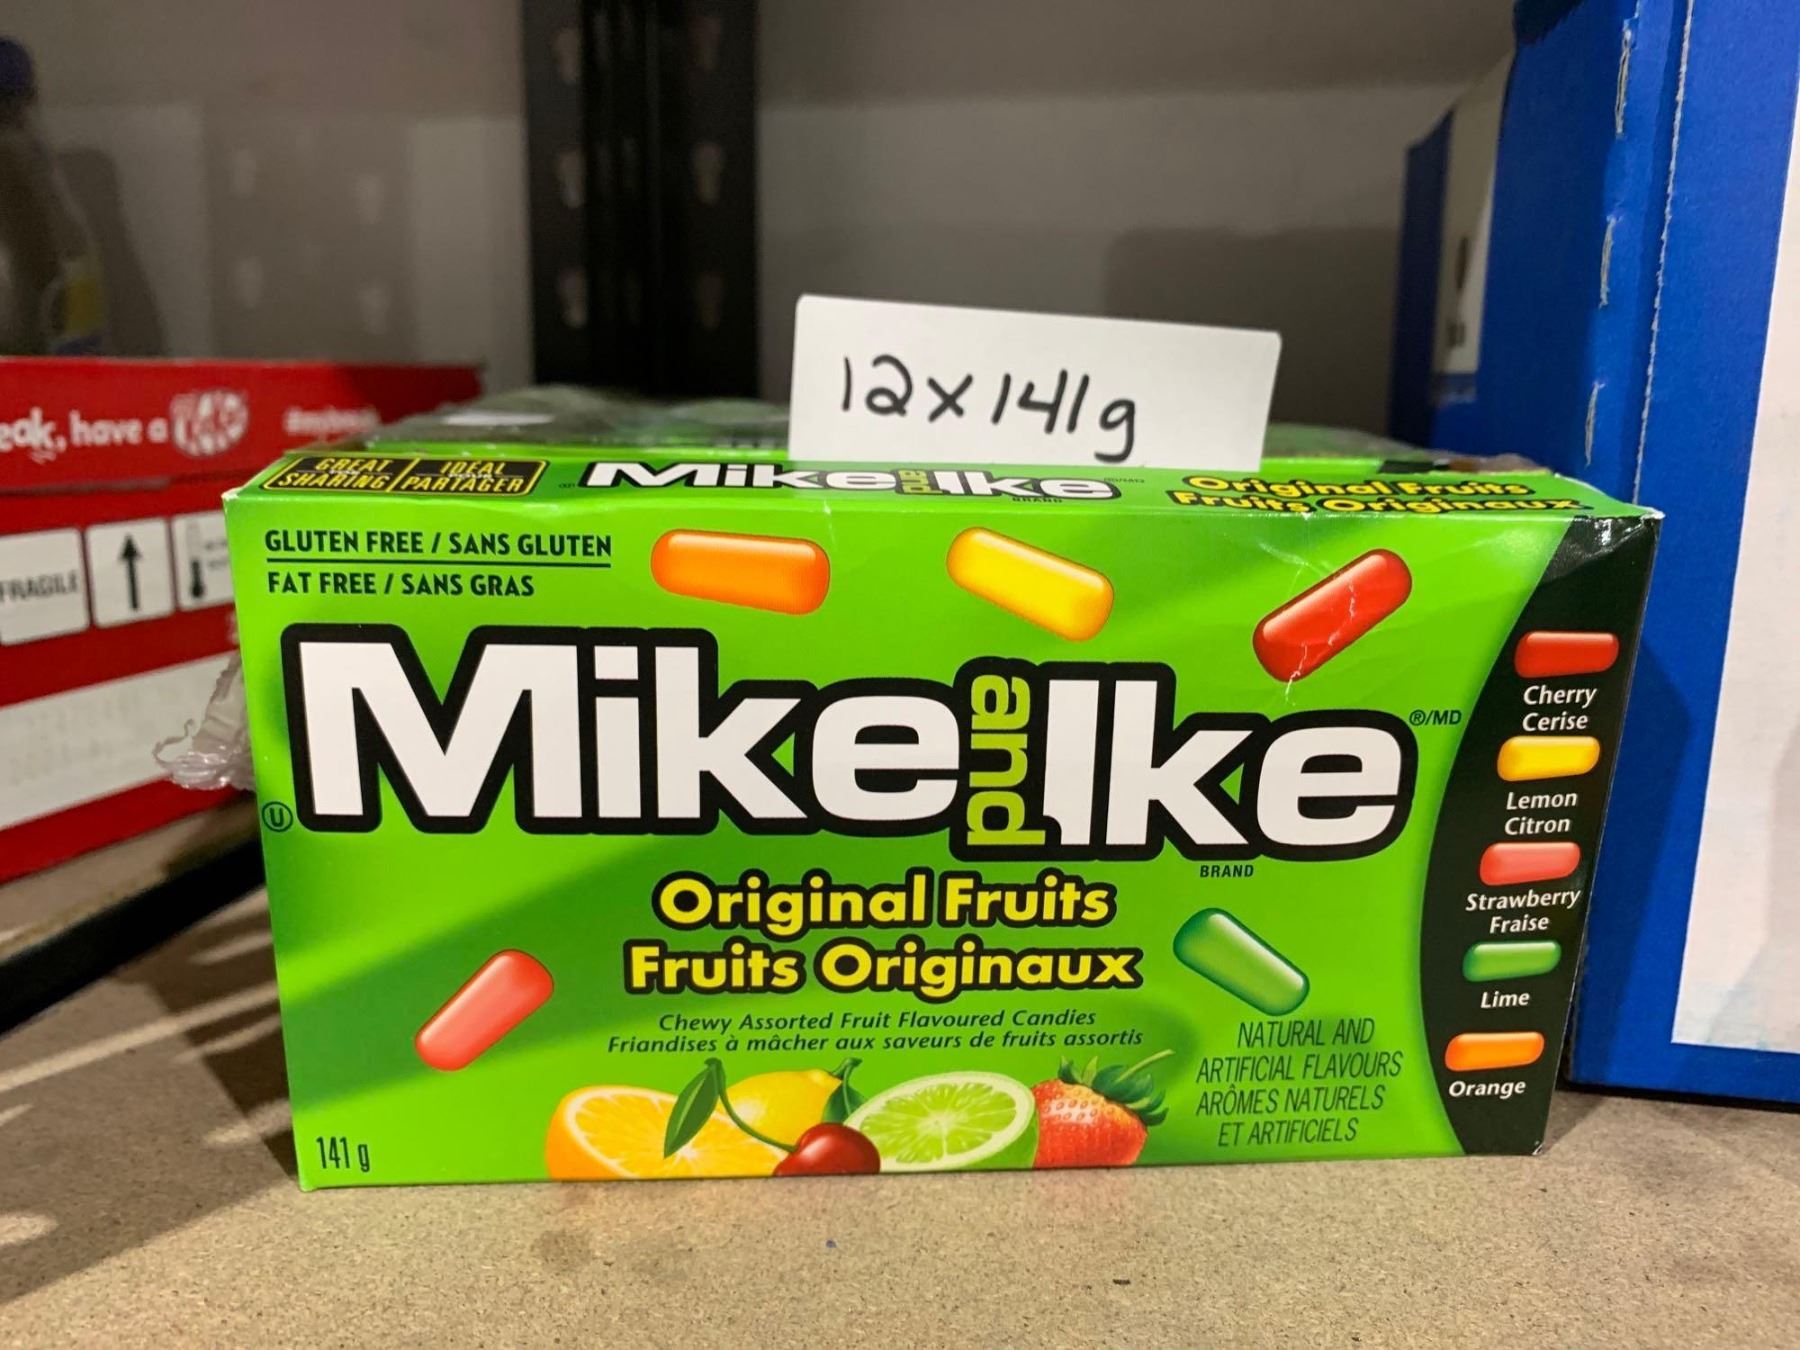 12x141g
eak, have a KitKat
FRAGILE
GREAT SHARING
IDEAL PARTAGER
Mike and Ike
BRAND
Original Fruits
Fruits Originaux
GLUTEN FREE / SANS GLUTEN
FAT FREE / SANS GRAS
Mike and Ike ®/MD
U
BRAND
Original Fruits
Fruits Originaux
Chewy Assorted Fruit Flavoured Candies
Friandises à mâcher aux saveurs de fruits assortis
NATURAL AND
ARTIFICIAL FLAVOURS
ARÔMES NATURELS
ET ARTIFICIELS
141 g
Cherry
Cerise
Lemon
Citron
Strawberry
Fraise
Lime
Orange